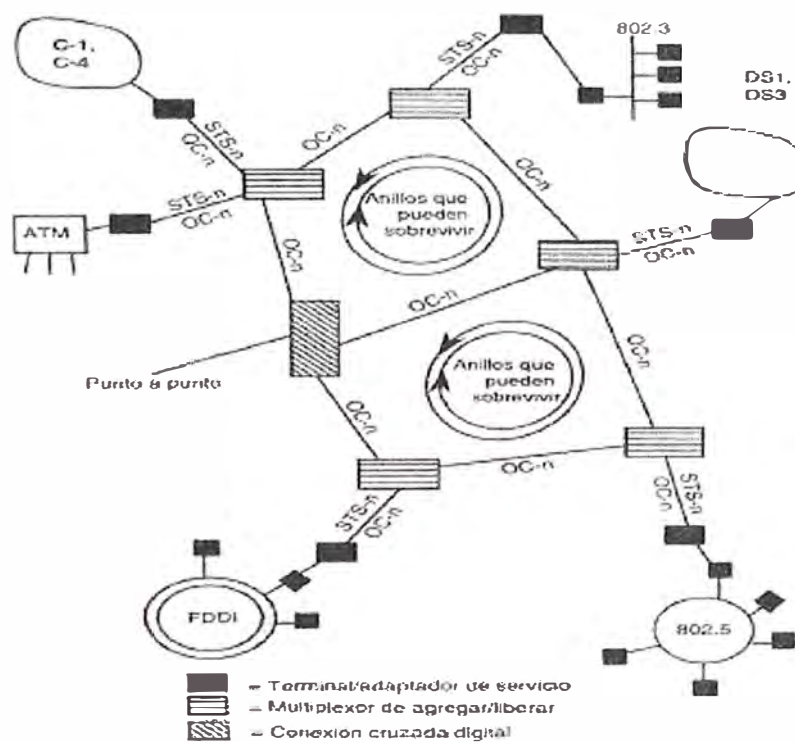 C-1,
C-4
STS-n
OC-n
802.3
DS1,
DS3
OC-n
STS-n
OC-n
Anillos que
pueden
sobrevivir
OC-n
STS-n
OC-n
ATM
STS-n
OC-n
OC-n
OC-n
Punto a punto
Anillos que
pueden
sobrevivir
OC-n
OC-n
OC-n
STS-n
OC-n
STS-n
OC-n
FDDI
802.5
= Terminal/adaptador de servicio
= Multiplexor de agregar/liberar
= Conexión cruzada digital